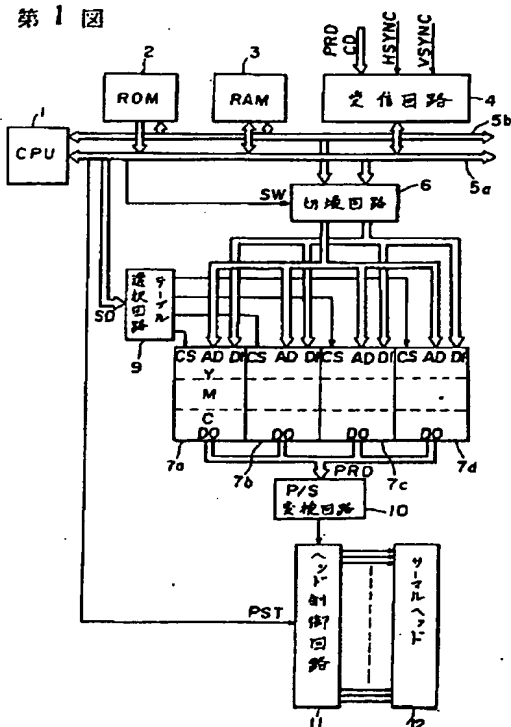 第1図
PRD
CD
HSYNC
VSYNC
1
CPU
2
ROM
3
RAM
受信回路
4
5b
5a
SW
切換回路
6
SD
テーブル
選択回路
9
CS AD DI CS AD DI CS AD DI CS AD DI
Y
M
C
DO DO DO DO
7a 7b 7c 7d
PRD
P/S
変換回路
10
PST
ヘッド制御回路
11
サーマルヘッド
12